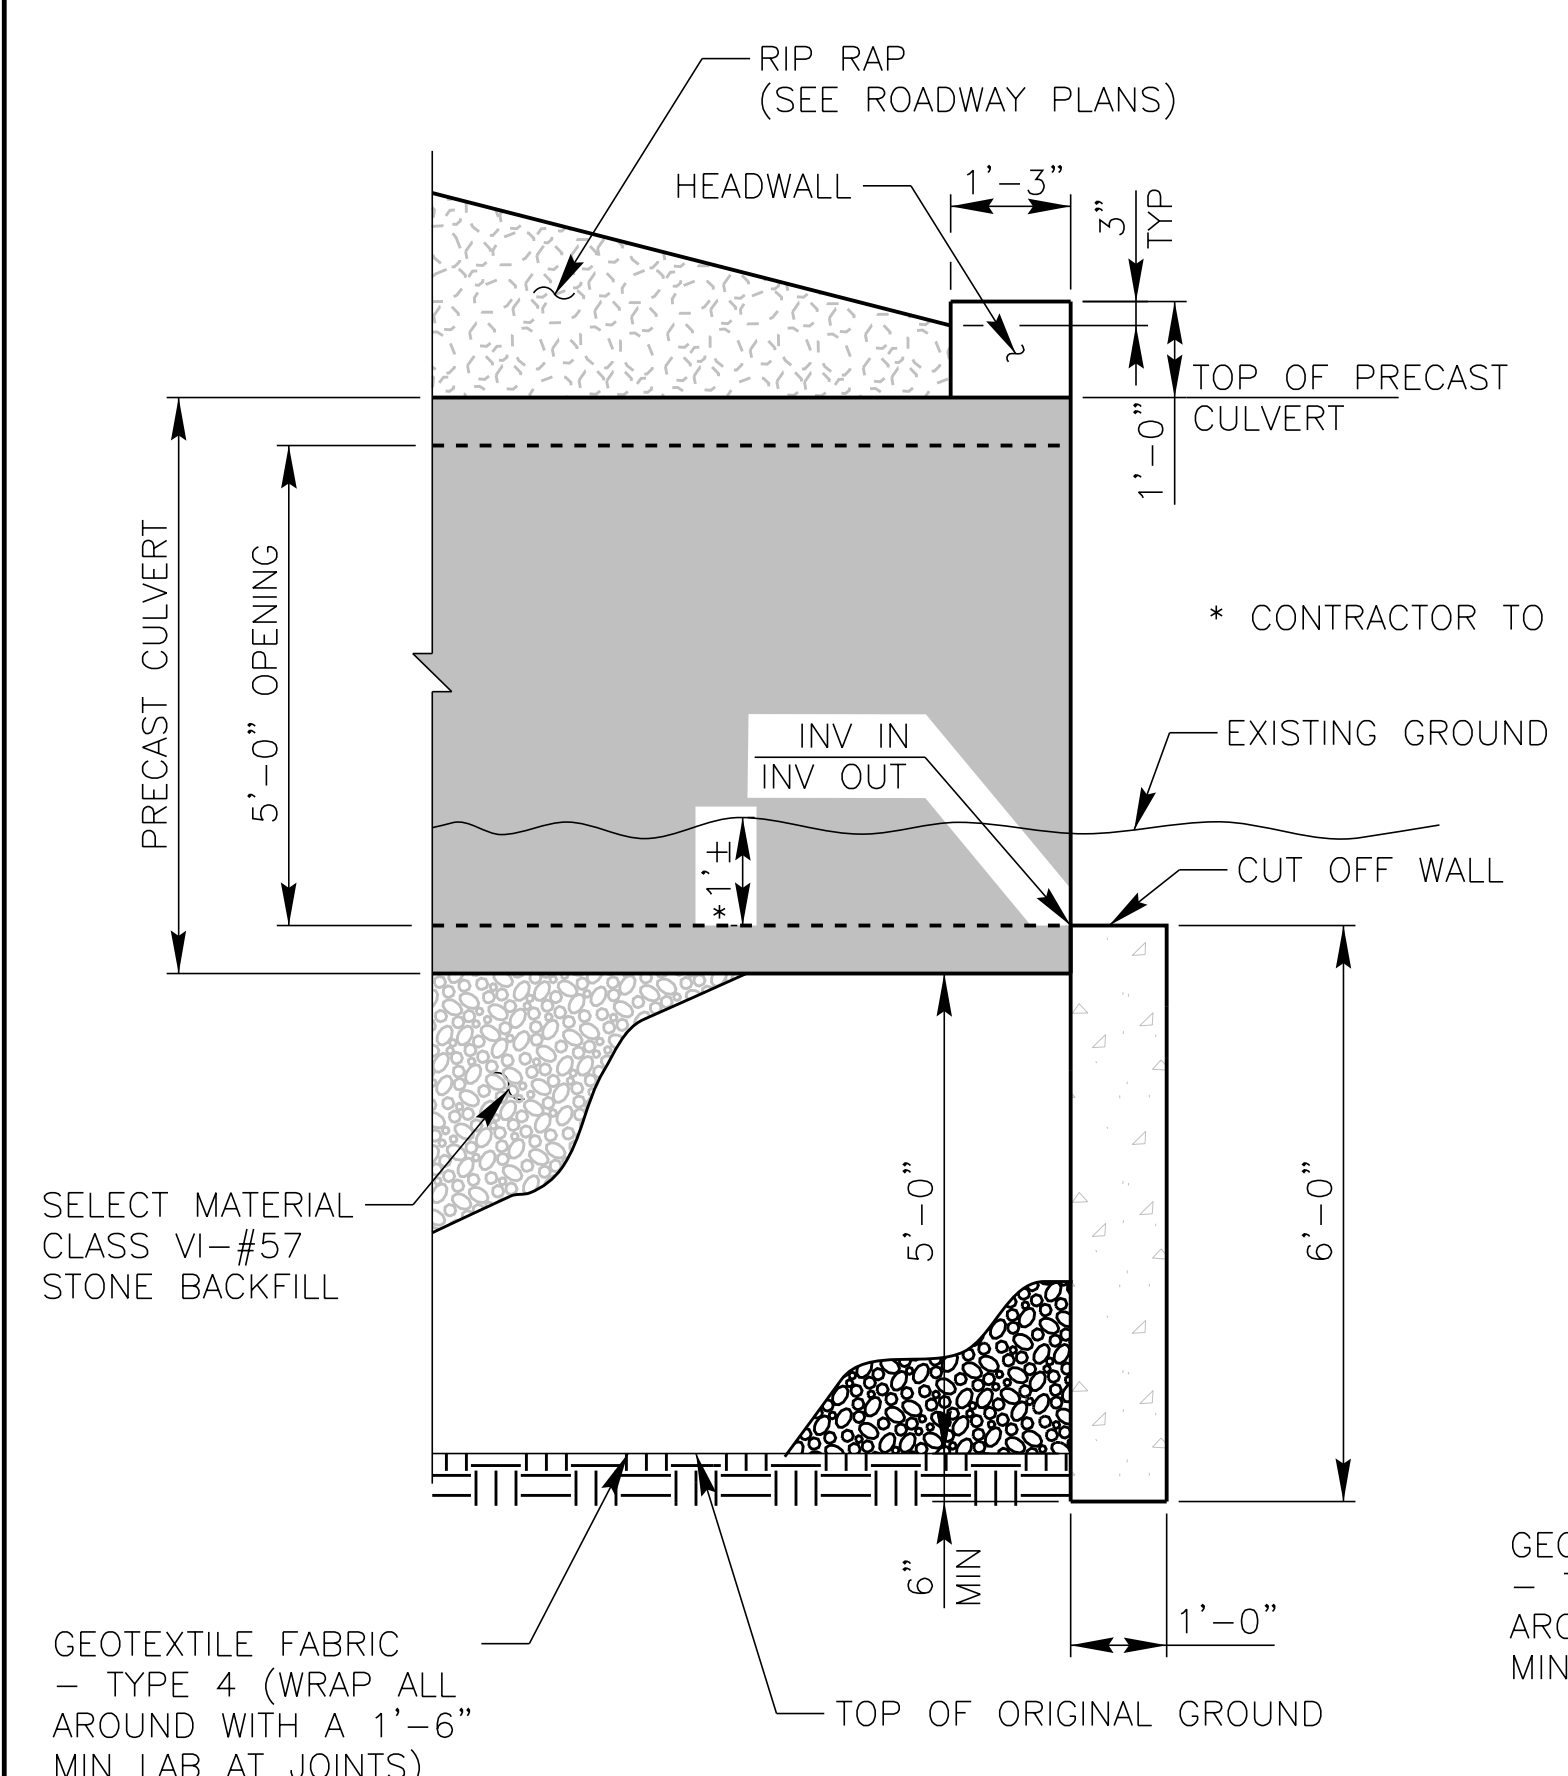 RIP RAP
(SEE ROADWAY PLANS)
HEADWALL
1'-3"
3"
TYP
TOP OF PRECAST
CULVERT
1'-0"
PRECAST CULVERT
5'-0" OPENING
* CONTRACTOR TO
INV IN
INV OUT
EXISTING GROUND
*1'±
CUT OFF WALL
SELECT MATERIAL
CLASS VI-#57
STONE BACKFILL
5'-0"
6'-0"
6"
MIN
1'-0"
GEOTEXTILE FABRIC
- TYPE 4 (WRAP ALL
AROUND WITH A 1'-6"
MIN LAB AT JOINTS)
TOP OF ORIGINAL GROUND
MIN